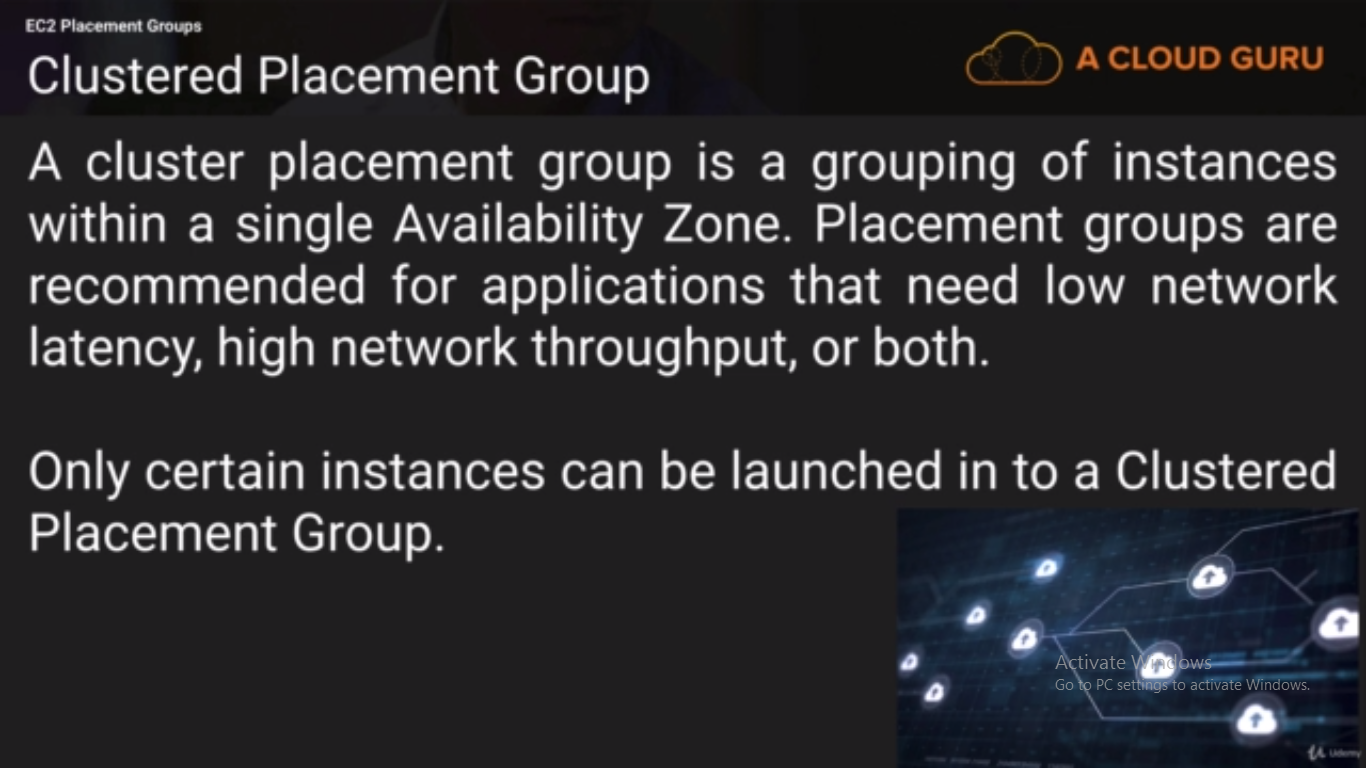 EC2 Placement Groups
Clustered Placement Group
A CLOUD GURU
A cluster placement group is a grouping of instances
within a single Availability Zone. Placement groups are
recommended for applications that need low network
latency, high network throughput, or both.
Only certain instances can be launched in to a Clustered
Placement Group.
Activate Windows
Go to PC settings to activate Windows.
Udemy